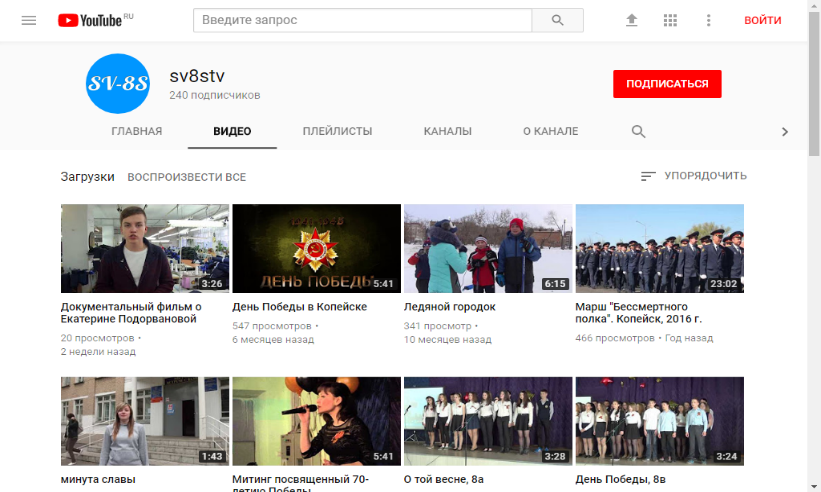 YouTube RU
Введите запрос
ВОЙТИ
SV-8S
sv8stv
240 подписчиков
ПОДПИСАТЬСЯ
ГЛАВНАЯ ВИДЕО ПЛЕЙЛИСТЫ КАНАЛЫ О КАНАЛЕ
Загрузки ВОСПРОИЗВЕСТИ ВСЕ
УПОРЯДОЧИТЬ
ДЕНЬ ПОБЕДЫ
3:26 5:41 6:15 23:02
Документальный фильм о
Екатерине Подорвановой
20 просмотров •
2 недели назад
День Победы в Копейске
547 просмотров •
6 месяцев назад
Ледяной городок
341 просмотр •
10 месяцев назад
Марш "Бессмертного
полка". Копейск, 2016 г.
466 просмотров • Год назад
1:43 5:41 3:28 3:24
минута славы
Митинг посвященный 70-
летию Победы
О той весне, 8а
День Победы, 8в